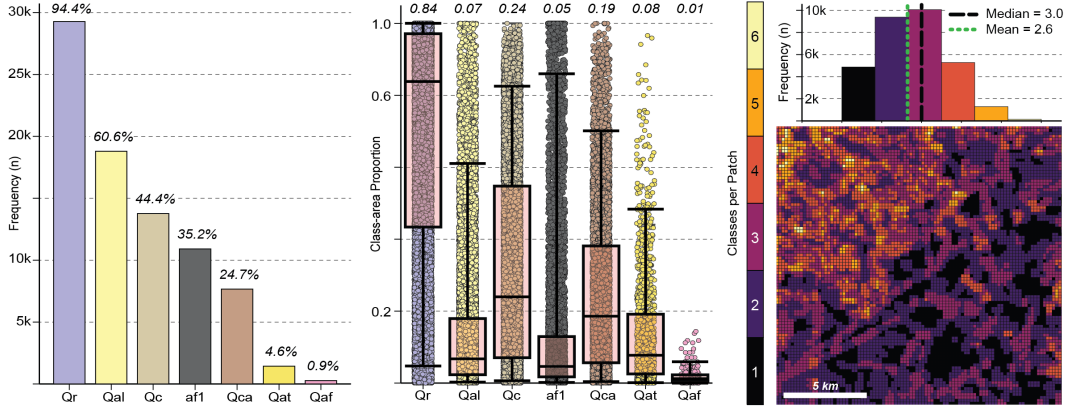 30k
25k
20k
15k
10k
5k
Frequency (n)
94.4%
60.6%
44.4%
35.2%
24.7%
4.6%
0.9%
Qr Qal Qc af1 Qca Qat Qaf
0.84 0.07 0.24 0.05 0.19 0.08 0.01
1.0
0.6
0.2
Class-area Proportion
Qr Qal Qc af1 Qca Qat Qaf
6
5
4
3
2
1
Classes per Patch
10k
6k
2k
Frequency (n)
Median = 3.0
Mean = 2.6
5 km